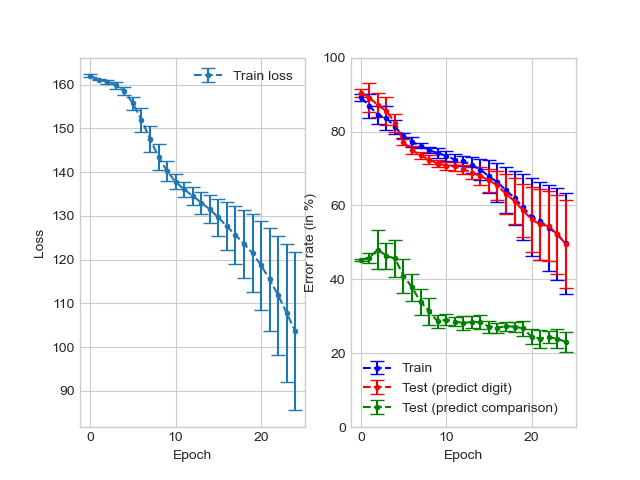 Train loss
160
150
140
130
120
110
100
90
Loss
0
10
20
Epoch
100
80
60
40
20
0
Error rate (in %)
Train
Test (predict digit)
Test (predict comparison)
0
10
20
Epoch